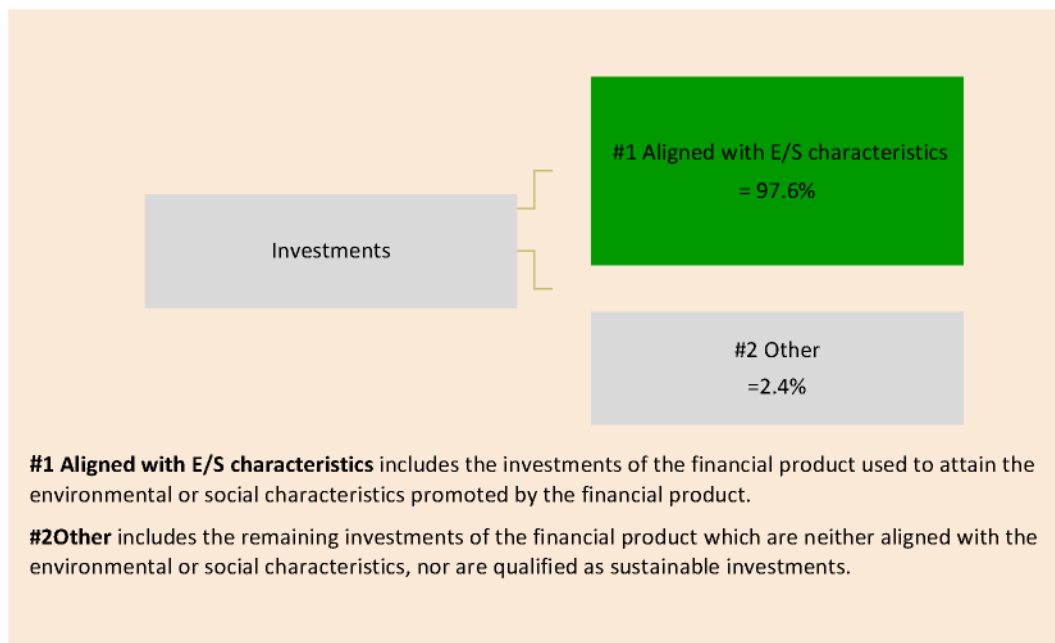 #1 Aligned with E/S characteristics
= 97.6%
Investments
#2 Other
=2.4%
#1 Aligned with E/S characteristics includes the investments of the financial product used to attain the
environmental or social characteristics promoted by the financial product.
#2Other includes the remaining investments of the financial product which are neither aligned with the
environmental or social characteristics, nor are qualified as sustainable investments.